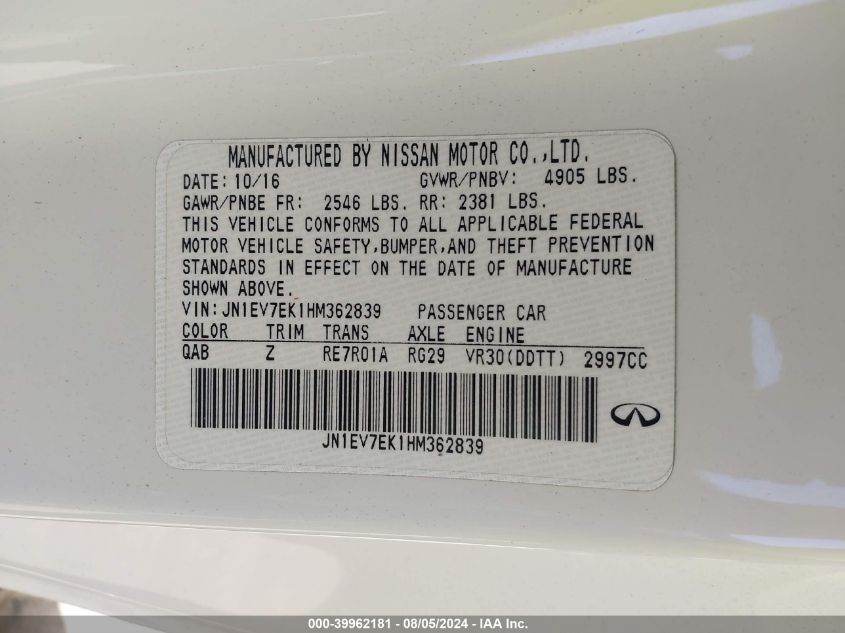 MANUFACTURED BY NISSAN MOTOR CO.,LTD.
DATE: 10/16 GVWR/PNBV: 4905 LBS.
GAWR/PNBE FR: 2546 LBS. RR: 2381 LBS.
THIS VEHICLE CONFORMS TO ALL APPLICABLE FEDERAL
MOTOR VEHICLE SAFETY,BUMPER,AND THEFT PREVENTION
STANDARDS IN EFFECT ON THE DATE OF MANUFACTURE
SHOWN ABOVE.
VIN:JN1EV7EK1HM362839 PASSENGER CAR
COLOR TRIM TRANS AXLE ENGINE
QAB Z RE7R01A RG29 VR30(DDTT) 2997CC
JN1EV7EK1HM362839
000-39962181 - 08/05/2024 - IAA Inc.